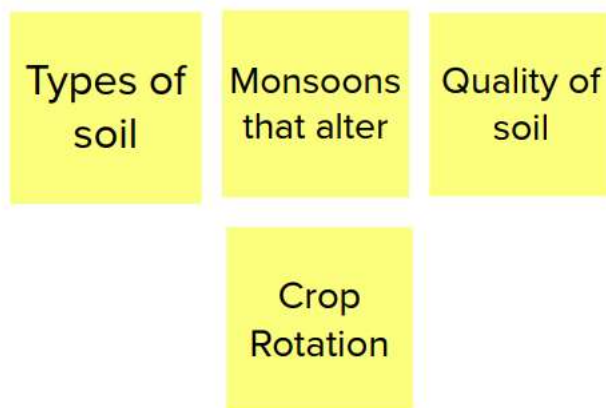 Types of
soil
Monsoons
that alter
Quality of
soil
Crop
Rotation